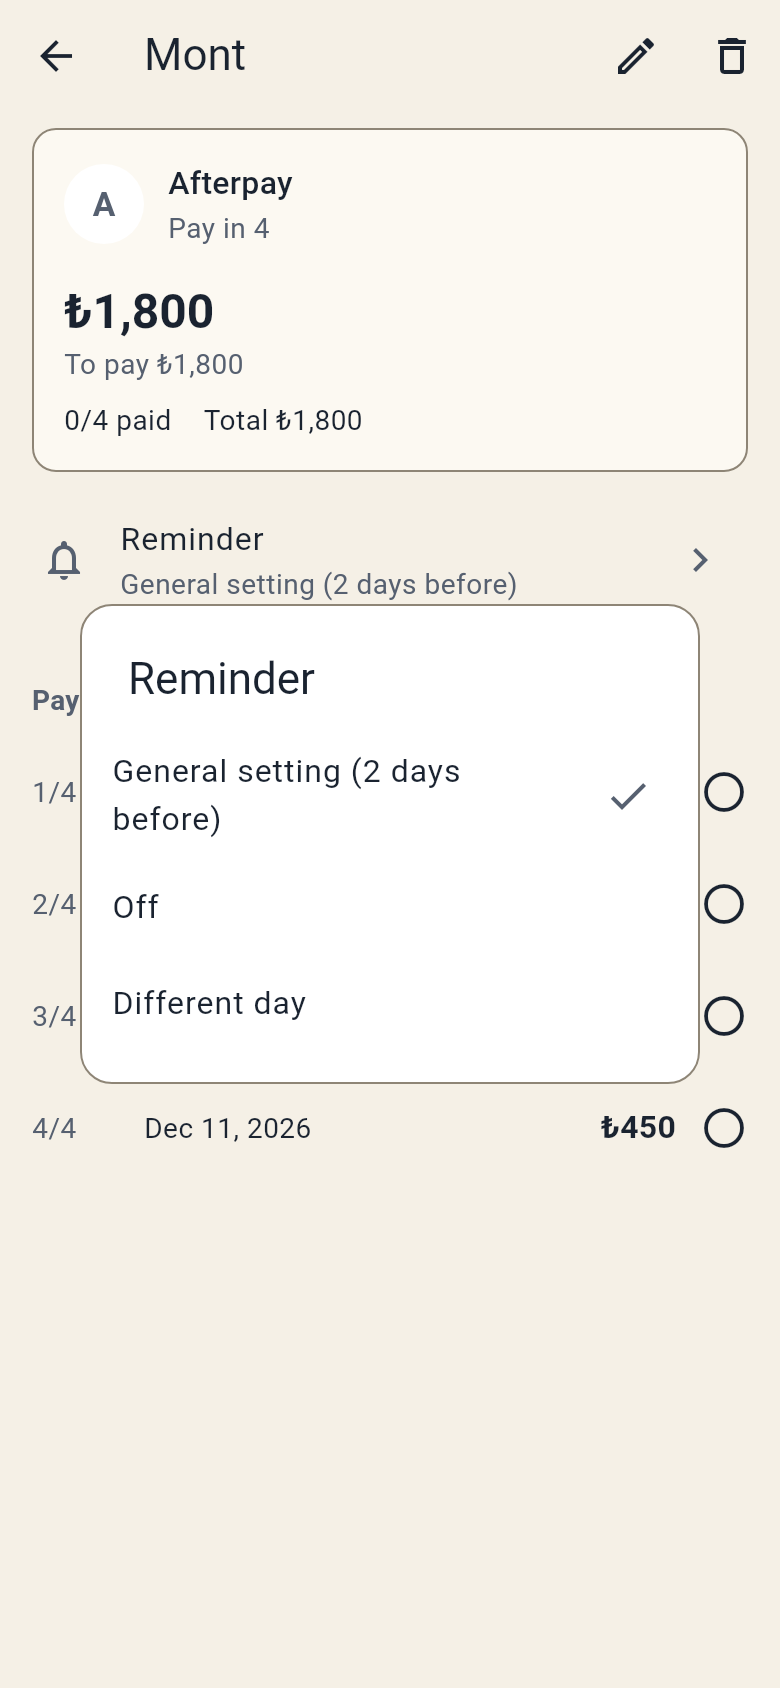 Mont
A
Afterpay
Pay in 4
₺1,800
To pay ₺1,800
0/4 paid Total ₺1,800
Reminder
General setting (2 days before)
Reminder
Pay
General setting (2 days
before)
1/4
Off
2/4
Different day
3/4
4/4 Dec 11, 2026 ₺450